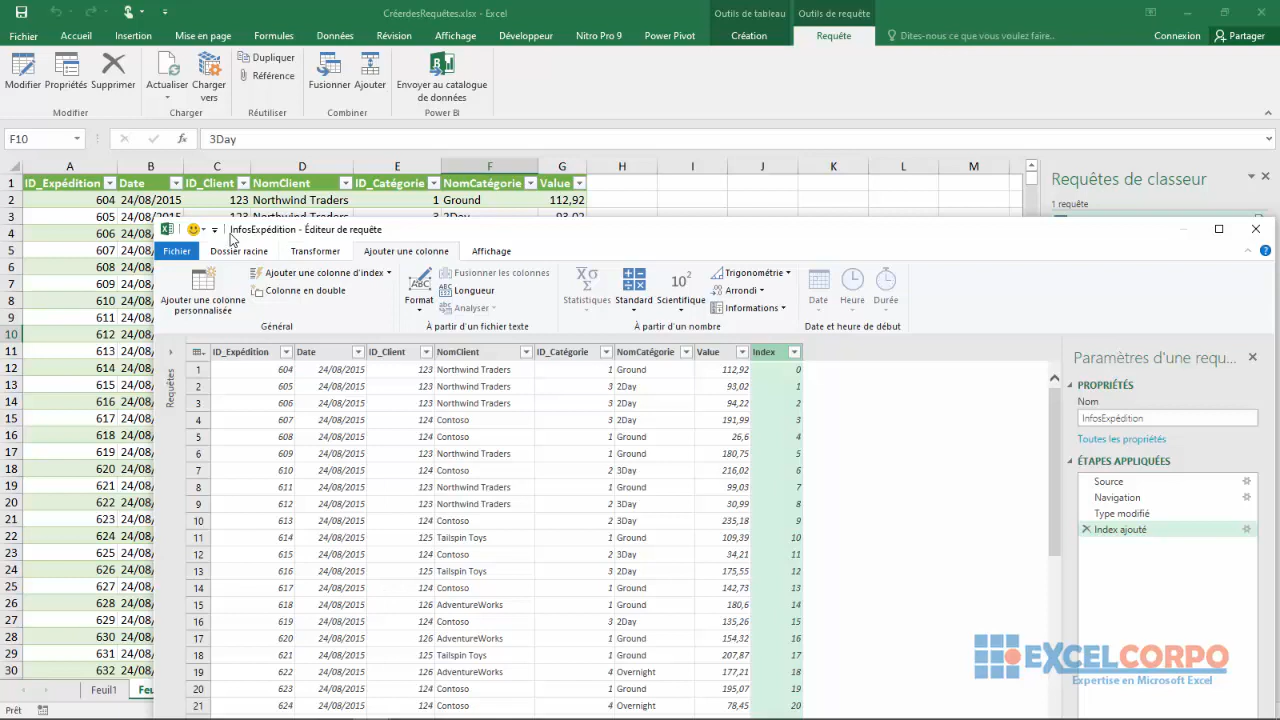 CréerdesRequêtes.xlsx - Excel
Outils de tableau
Outils de requête
Fichier Accueil Insertion Mise en page Formules Données Révision Affichage Développeur Nitro Pro 9 Power Pivot Création Requête Dites-nous ce que vous voulez faire.. Connexion Partager
Modifier Propriétés Supprimer
Actualiser Charger vers
Dupliquer
Référence
Fusionner Ajouter
Envoyer au catalogue de données
Modifier Charger Réutiliser Combiner Power BI
F10 fx 3Day
A B C D E F G H I J K L M
1 ID_Expédition Date ID_Client NomClient ID_Catégorie NomCatégorie Value
2 604 24/08/2015 123 Northwind Traders 1 Ground 112,92
3 605 24/08/2015 123 Northwind Traders 3 2Day 93,02
4 606 24/08/
5 607 24/08/
6 608 24/08/
7 609 24/08/
8 610 24/08/
9 611 24/08/
10 612 24/08/
11 613 24/08/
12 614 24/08/
13 615 24/08/
14 616 24/08/
15 617 24/08/
16 618 24/08/
17 619 24/08/
18 620 24/08/
19 621 24/08/
20 622 24/08/
21 623 24/08/
22 624 24/08/
23 625 24/08/
24 626 24/08/
25 627 24/08/
26 628 24/08/
27 629 24/08/
28 630 24/08/
29 631 24/08/
30 632 24/08/
Feuil1 Feu
Prêt
Requêtes de classeur
1 requête
InfosExpédition - Éditeur de requête
Fichier Dossier racine Transformer Ajouter une colonne Affichage
Ajouter une colonne personnalisée
Ajouter une colonne d'index
Colonne en double
Général
Format
Fusionner les colonnes
Longueur
Analyser
À partir d'un fichier texte
Statistiques Standard Scientifique
Trigonométrie
Arrondi
Informations
À partir d'un nombre
Date Heure Durée
Date et heure de début
Requêtes
ID_Expédition Date ID_Client NomClient ID_Catégorie NomCatégorie Value Index
1 604 24/08/2015 123 Northwind Traders 1 Ground 112,92 0
2 605 24/08/2015 123 Northwind Traders 3 2Day 93,02 1
3 606 24/08/2015 123 Northwind Traders 3 2Day 94,22 2
4 607 24/08/2015 124 Contoso 3 2Day 191,99 3
5 608 24/08/2015 124 Contoso 1 Ground 26,6 4
6 609 24/08/2015 123 Northwind Traders 1 Ground 180,75 5
7 610 24/08/2015 124 Contoso 2 3Day 216,02 6
8 611 24/08/2015 123 Northwind Traders 1 Ground 99,03 7
9 612 24/08/2015 123 Northwind Traders 2 3Day 30,99 8
10 613 24/08/2015 124 Contoso 2 3Day 235,18 9
11 614 24/08/2015 125 Tailspin Toys 1 Ground 109,39 10
12 615 24/08/2015 124 Contoso 2 3Day 34,21 11
13 616 24/08/2015 125 Tailspin Toys 3 2Day 175,55 12
14 617 24/08/2015 124 Contoso 1 Ground 142,73 13
15 618 24/08/2015 126 AdventureWorks 1 Ground 180,6 14
16 619 24/08/2015 124 Contoso 3 2Day 135,26 15
17 620 24/08/2015 126 AdventureWorks 1 Ground 154,32 16
18 621 24/08/2015 125 Tailspin Toys 1 Ground 207,87 17
19 622 24/08/2015 126 AdventureWorks 4 Overnight 177,21 18
20 623 24/08/2015 124 Contoso 1 Ground 195,07 19
21 624 24/08/2015 124 Contoso 4 Overnight 78,45 20
Paramètres d'une requ...
PROPRIÉTÉS
Nom
InfosExpédition
Toutes les propriétés
ÉTAPES APPLIQUÉES
Source
Navigation
Type modifié
Index ajouté
EXCELCORPO
Expertise en Microsoft Excel